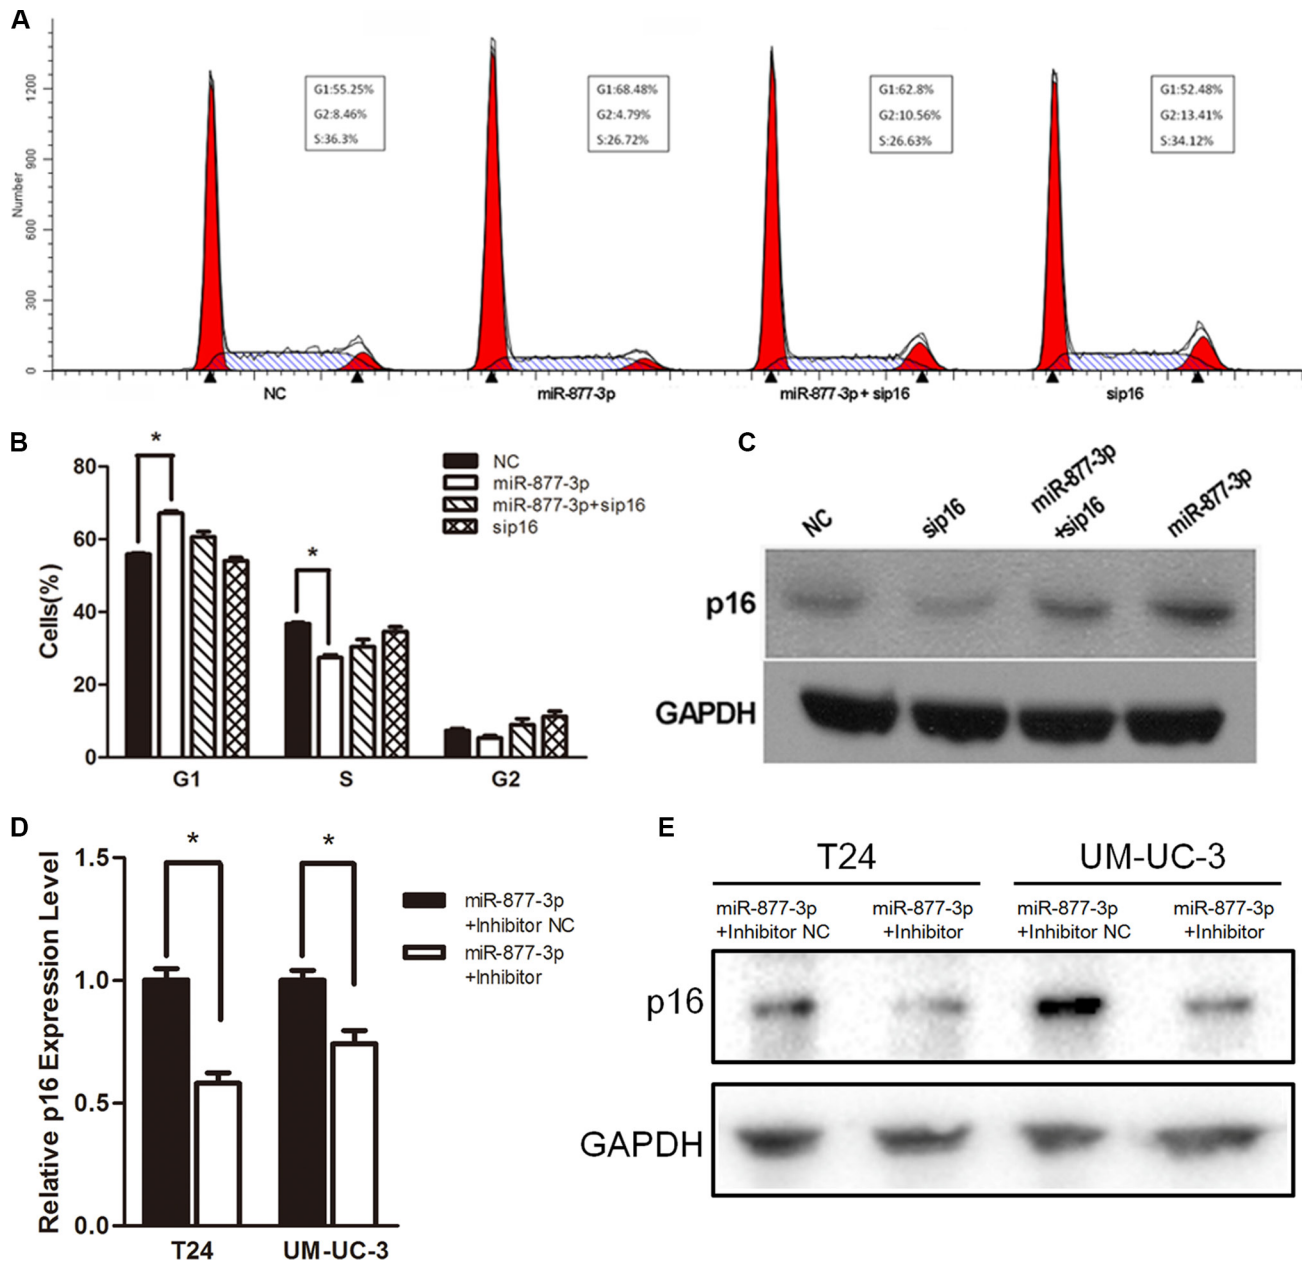 A
1200
900
600
300
0
Number
G1:55.25%
G2:8.46%
S:36.3%
G1:68.48%
G2:4.79%
S:26.72%
G1:62.8%
G2:10.56%
S:26.63%
G1:52.48%
G2:13.41%
S:34.12%
NC
miR-877-3p
miR-877-3p + sip16
sip16
B
Cells(%)
80
60
40
20
0
*
*
NC
miR-877-3p
miR-877-3p+sip16
sip16
G1
S
G2
C
NC
sip16
miR-877-3p
+sip16
miR-877-3p
p16
GAPDH
D
Relative p16 Expression Level
1.5
1.0
0.5
0.0
*
*
miR-877-3p
+Inhibitor NC
miR-877-3p
+Inhibitor
T24
UM-UC-3
E
T24
UM-UC-3
miR-877-3p
+Inhibitor NC
miR-877-3p
+Inhibitor
miR-877-3p
+Inhibitor NC
miR-877-3p
+Inhibitor
p16
GAPDH